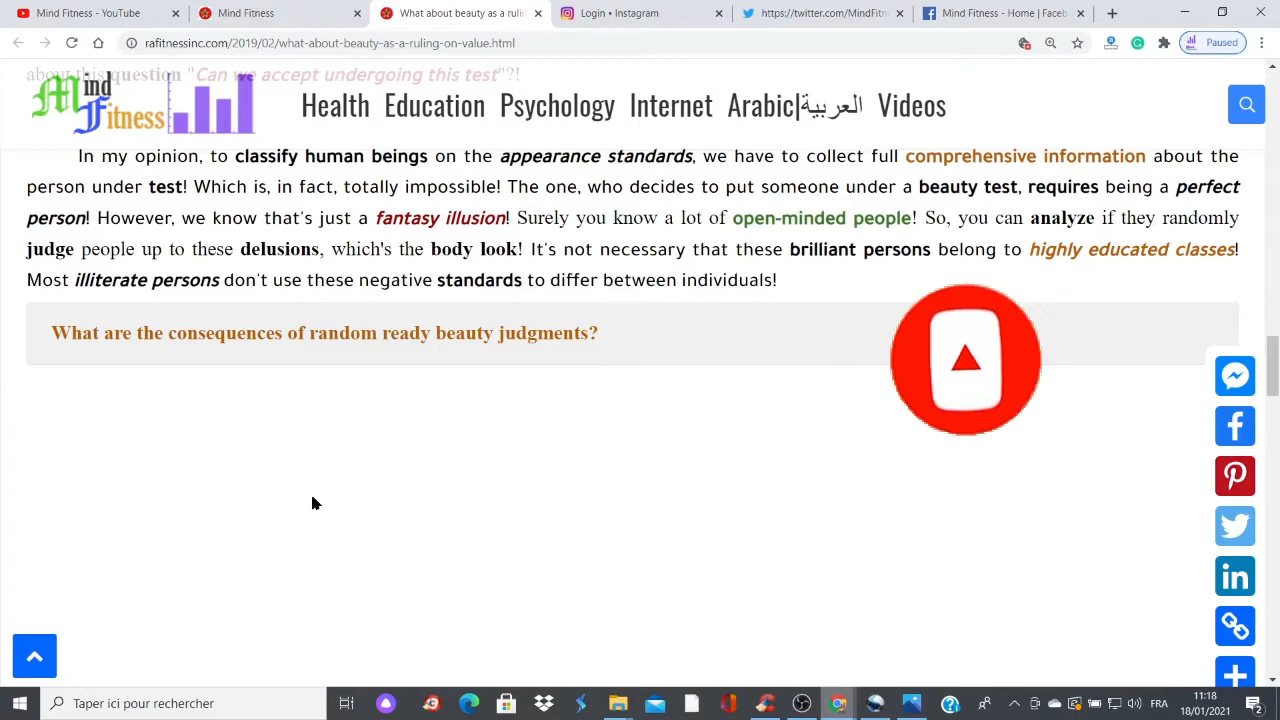 Mind Fitness - YouTube
Mind Fitness
What about beauty as a rulin
Login • Instagram
https://twitter.com/MindFitn
Mind Fitness - Home | Faceb
rafitnessinc.com/2019/02/what-about-beauty-as-a-ruling-on-value.html
Paused
about this question "Can we accept undergoing this test"?!
Mind Fitness
Health Education Psychology Internet Arabic|العربية Videos
In my opinion, to classify human beings on the appearance standards, we have to collect full comprehensive information about the
person under test! Which is, in fact, totally impossible! The one, who decides to put someone under a beauty test, requires being a perfect
person! However, we know that's just a fantasy illusion! Surely you know a lot of open-minded people! So, you can analyze if they randomly
judge people up to these delusions, which's the body look! It's not necessary that these brilliant persons belong to highly educated classes!
Most illiterate persons don't use these negative standards to differ between individuals!
What are the consequences of random ready beauty judgments?
Taper ici pour rechercher
FRA
11:18
18/01/2021
2